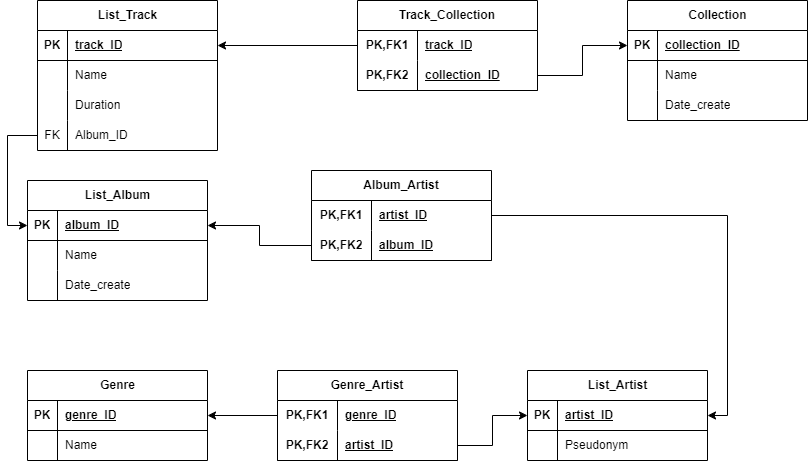 List_Track
PK track_ID
Name
Duration
FK Album_ID
Track_Collection
PK,FK1 track_ID
PK,FK2 collection_ID
Collection
PK collection_ID
Name
Date_create
List_Album
PK album_ID
Name
Date_create
Album_Artist
PK,FK1 artist_ID
PK,FK2 album_ID
Genre
PK genre_ID
Name
Genre_Artist
PK,FK1 genre_ID
PK,FK2 artist_ID
List_Artist
PK artist_ID
Pseudonym